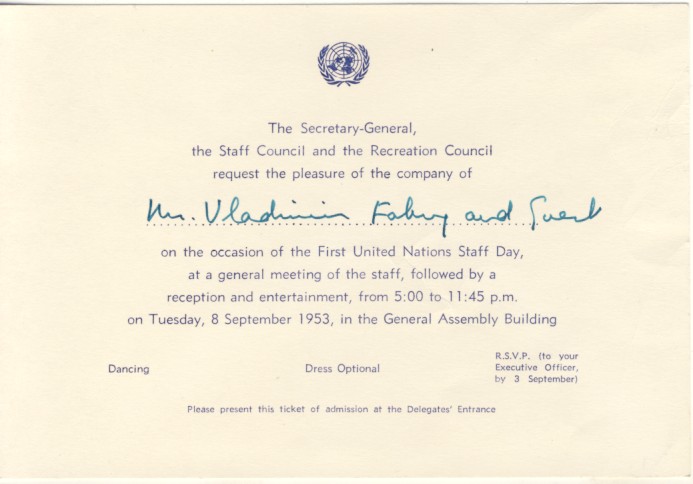 The Secretary-General,
the Staff Council and the Recreation Council
request the pleasure of the company of
Mr. Vladimir Fabry and Guest
on the occasion of the First United Nations Staff Day,
at a general meeting of the staff, followed by a
reception and entertainment, from 5:00 to 11:45 p.m.
on Tuesday, 8 September 1953, in the General Assembly Building
Dancing
Dress Optional
R.S.V.P. (to your
Executive Officer,
by 3 September)
Please present this ticket of admission at the Delegates' Entrance